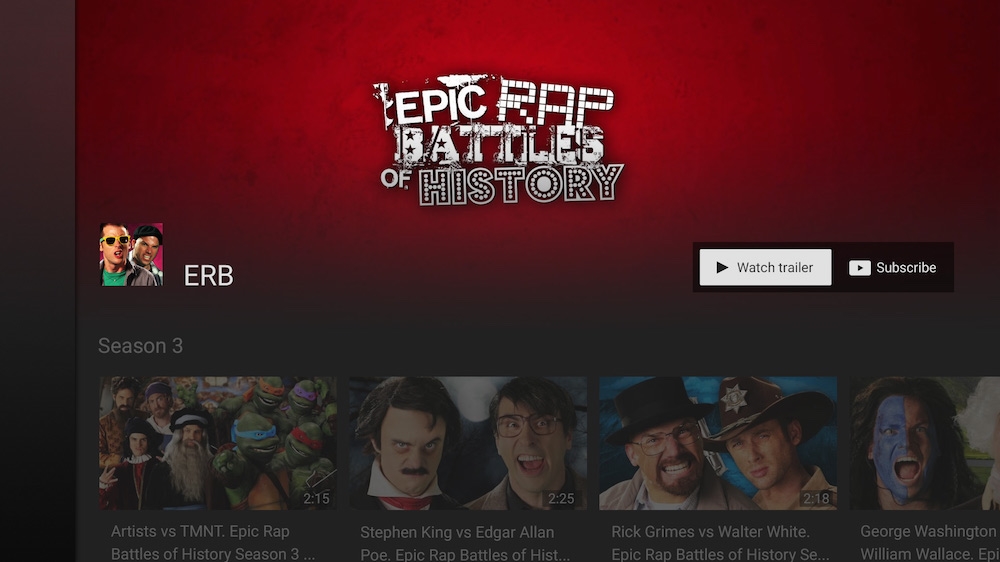 EPIC RAP
BATTLES
OF HISTORY
ERB
Watch trailer
Subscribe
Season 3
2:15
2:25
2:18
Artists vs TMNT. Epic Rap
Battles of History Season 3 ...
Stephen King vs Edgar Allan
Poe. Epic Rap Battles of Hist...
Rick Grimes vs Walter White.
Epic Rap Battles of History Se...
George Washington
William Wallace. Epi